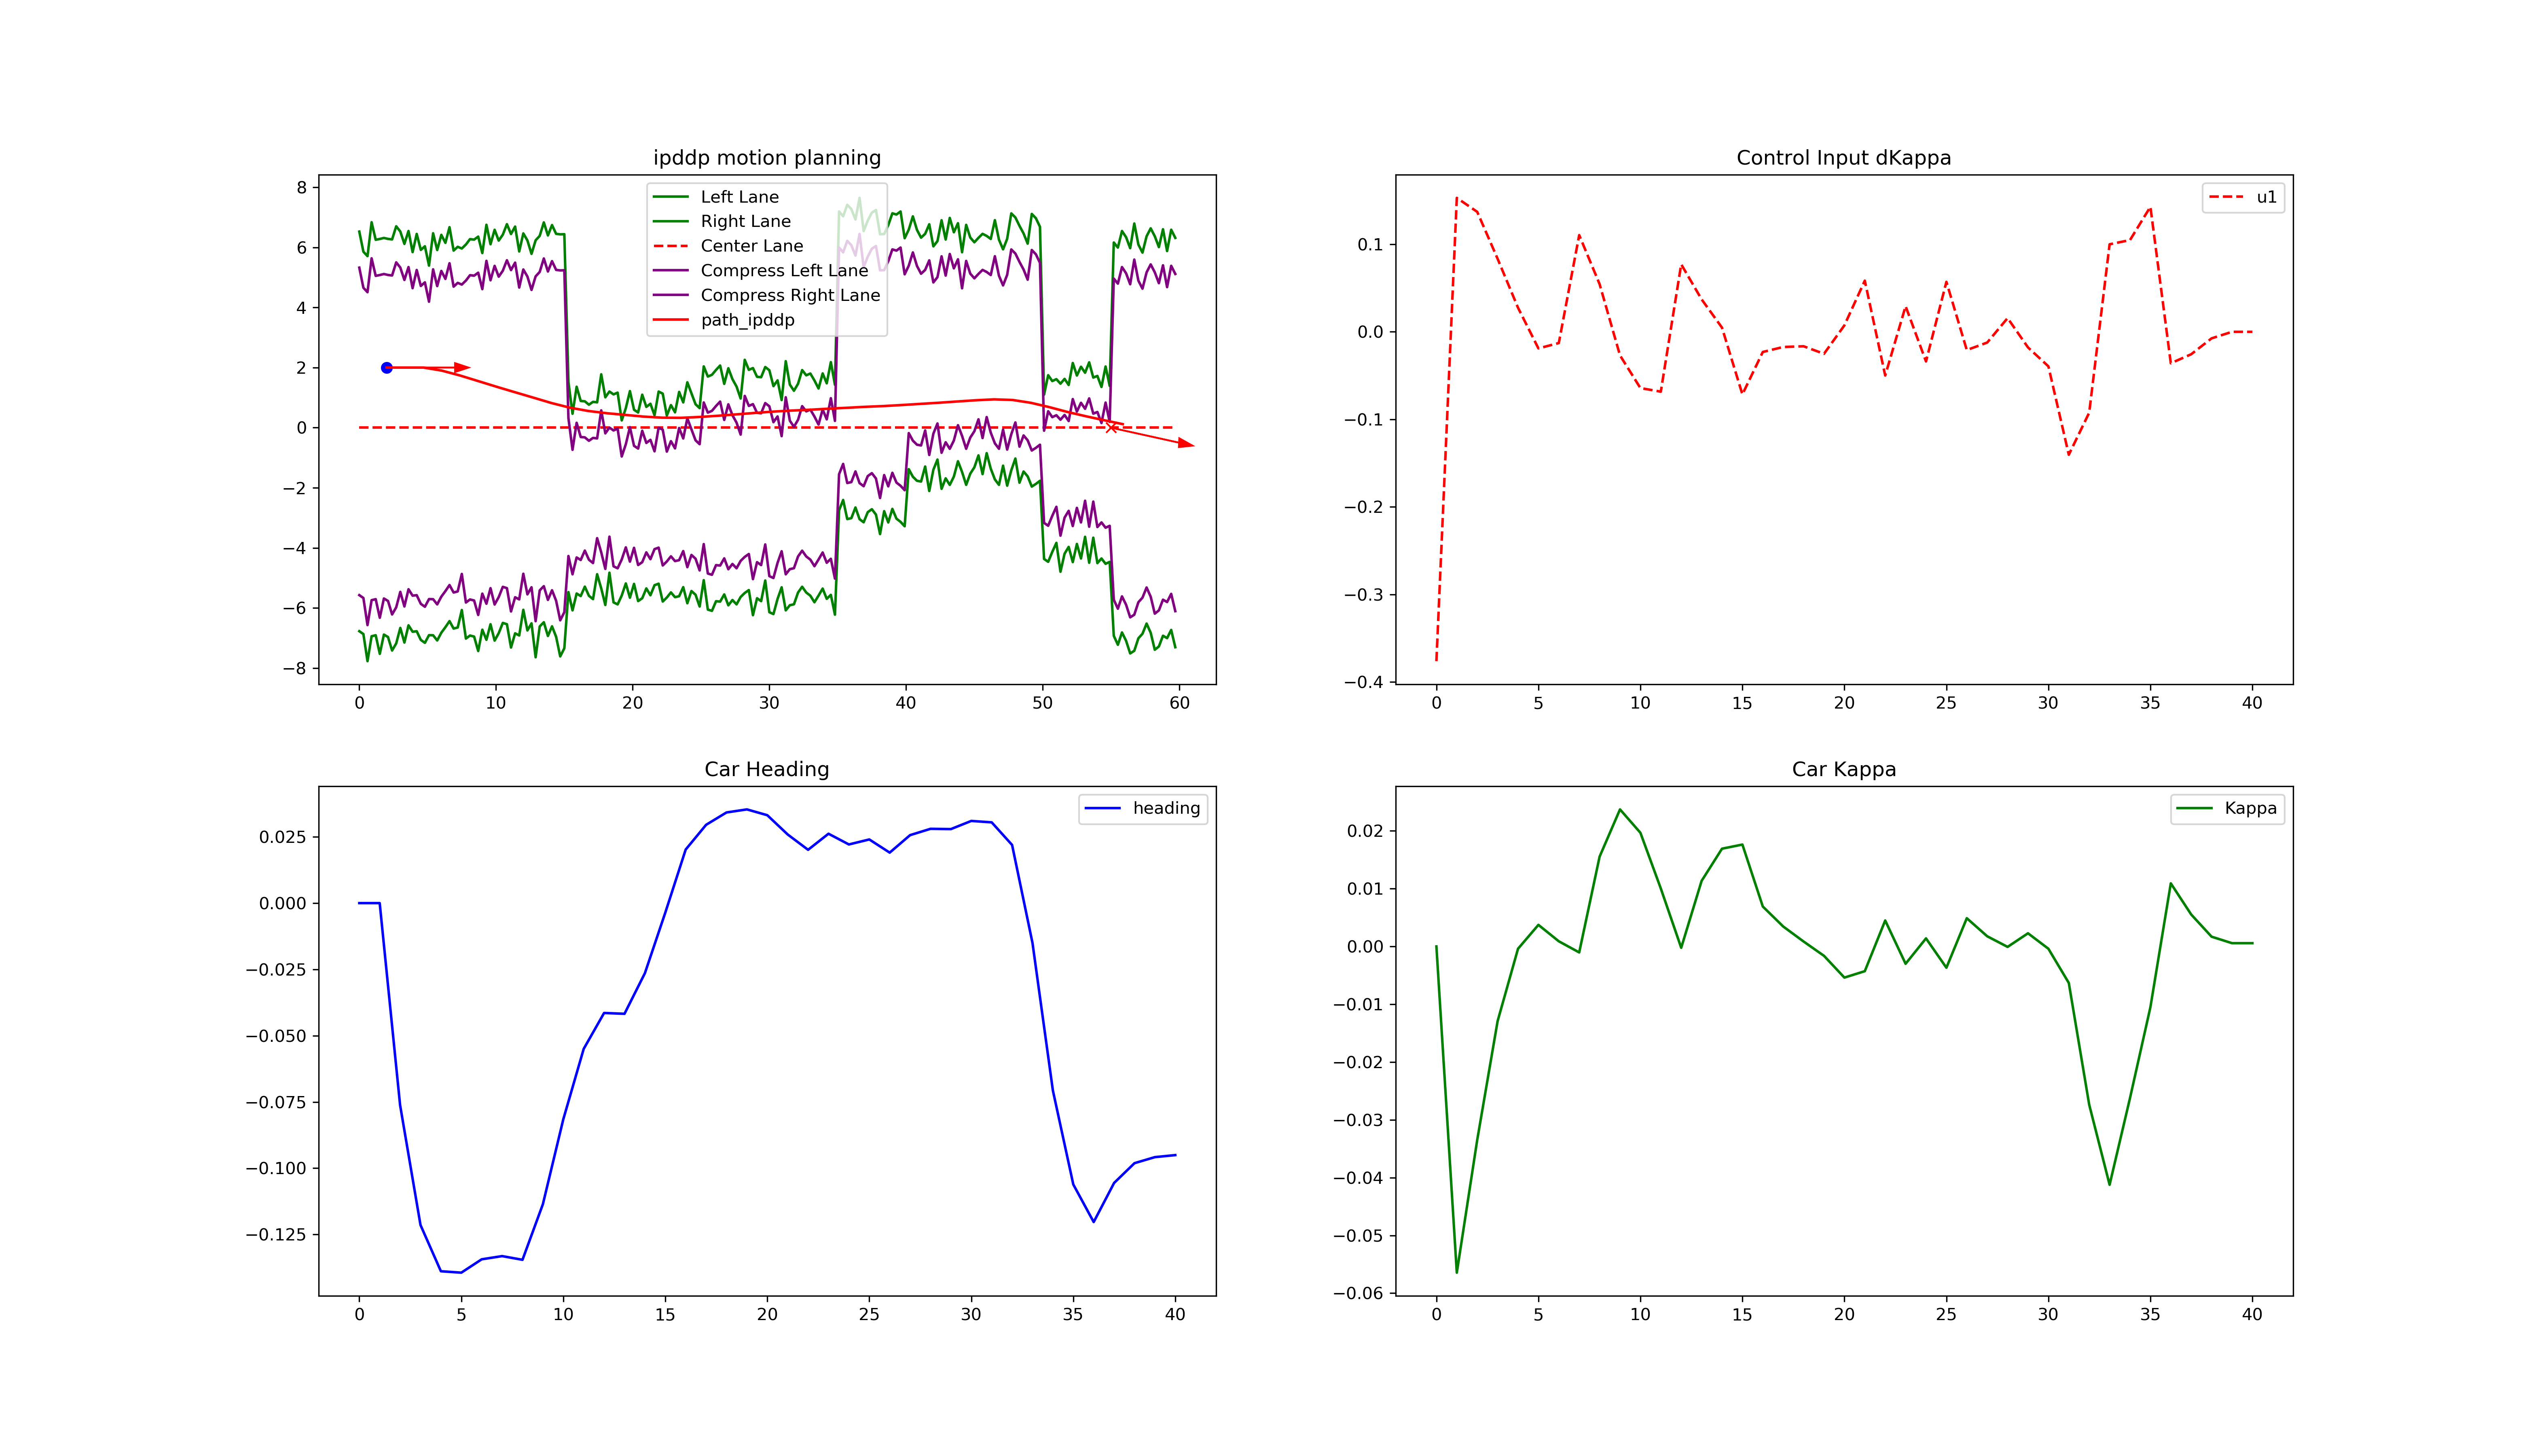 ipddp motion planning
Left Lane
Right Lane
Center Lane
Compress Left Lane
Compress Right Lane
path_ipddp
8
6
4
2
0
−2
−4
−6
−8
0 10 20 30 40 50 60
Control Input dKappa
u1
0.1
0.0
−0.1
−0.2
−0.3
−0.4
0 5 10 15 20 25 30 35 40
Car Heading
heading
0.025
0.000
−0.025
−0.050
−0.075
−0.100
−0.125
0 5 10 15 20 25 30 35 40
Car Kappa
Kappa
0.02
0.01
0.00
−0.01
−0.02
−0.03
−0.04
−0.05
−0.06
0 5 10 15 20 25 30 35 40